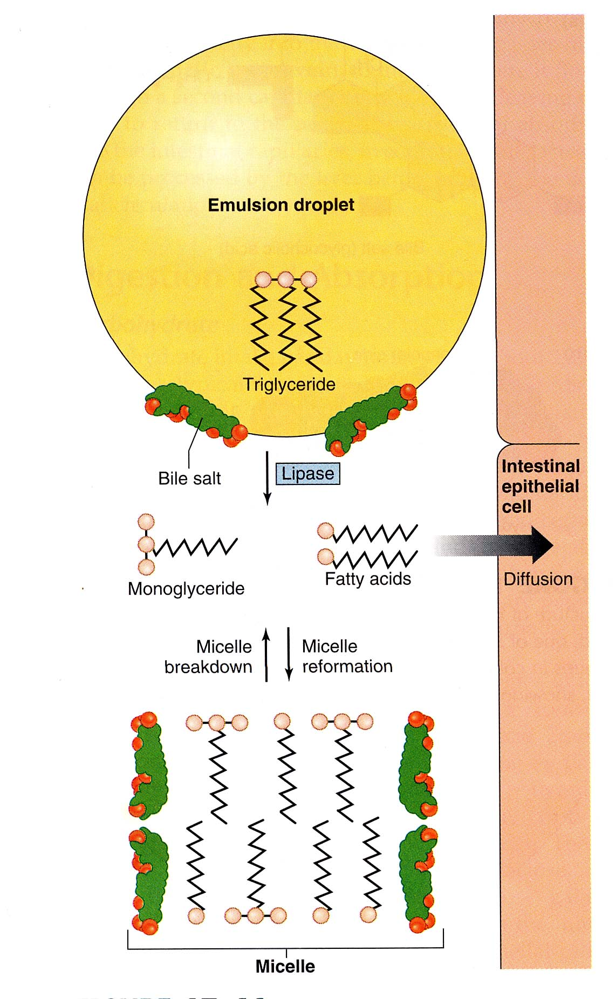 Emulsion droplet
Triglyceride
Bile salt
Lipase
Intestinal
epithelial
cell
Monoglyceride
Fatty acids
Diffusion
Micelle
breakdown
Micelle
reformation
Micelle